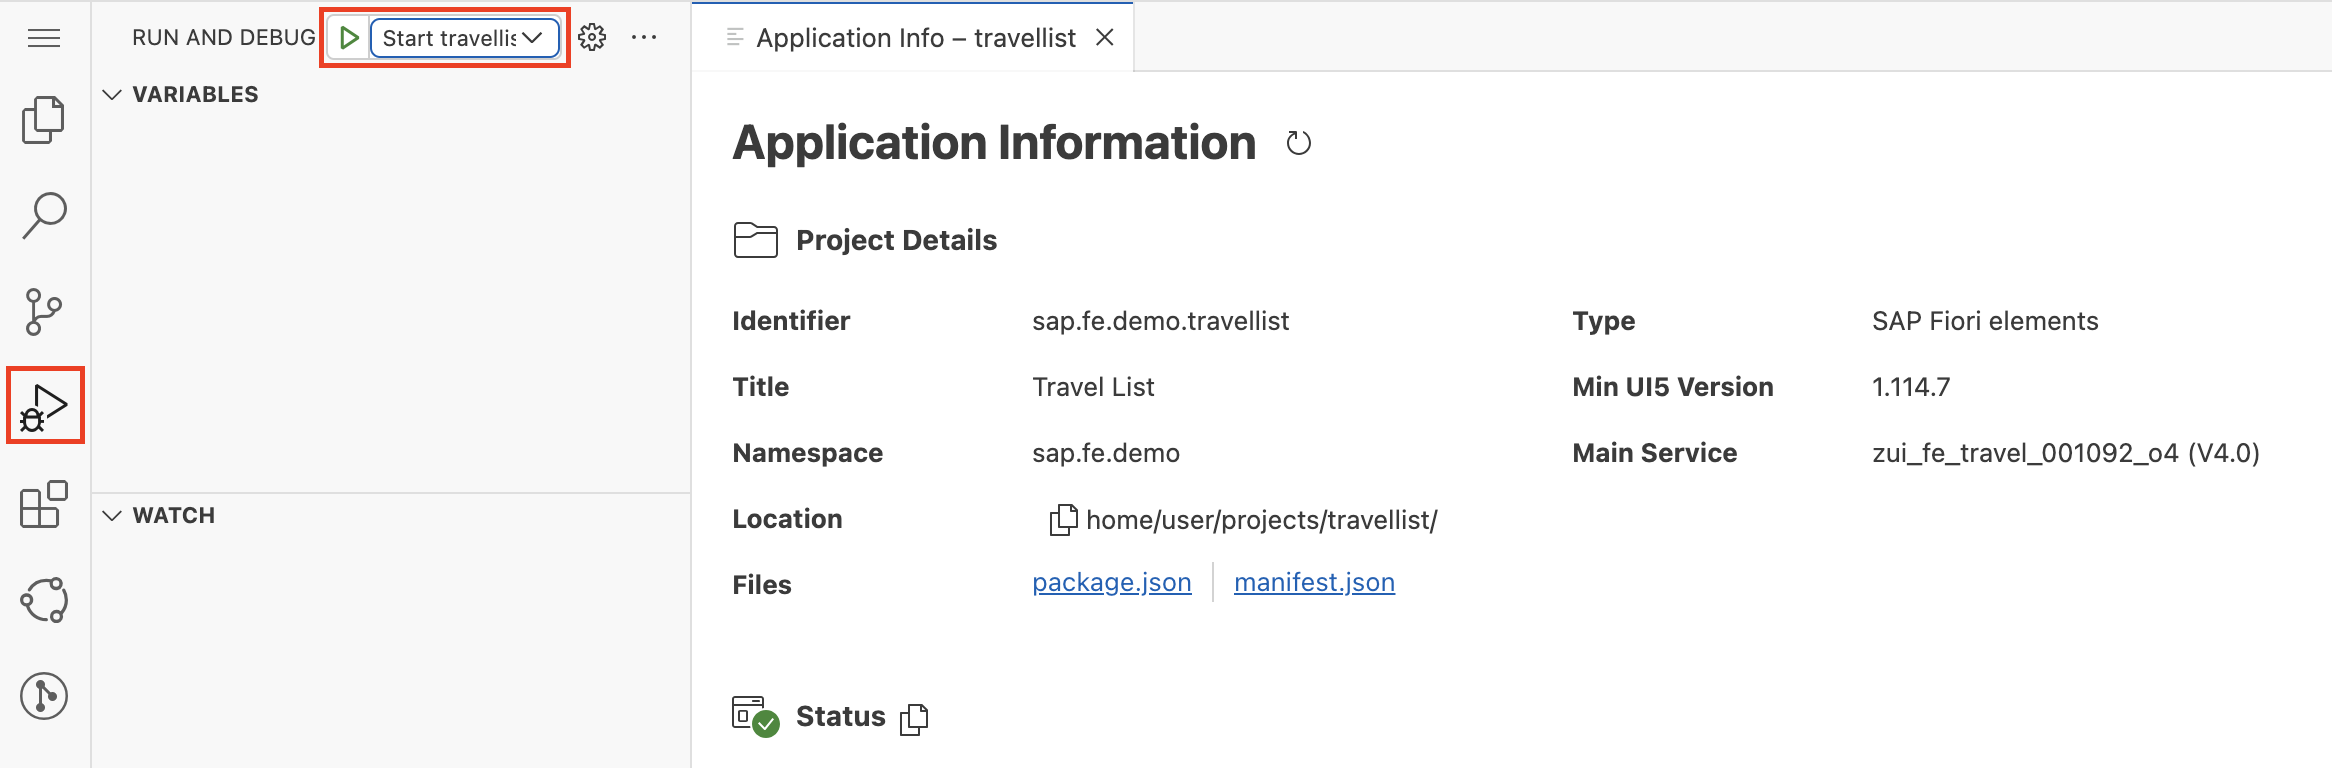 RUN AND DEBUG
Start travellis
VARIABLES
WATCH
Application Info – travellist
Application Information
Project Details
Identifier sap.fe.demo.travellist Type SAP Fiori elements
Title Travel List Min UI5 Version 1.114.7
Namespace sap.fe.demo Main Service zui_fe_travel_001092_o4 (V4.0)
Location home/user/projects/travellist/
Files package.json manifest.json
Status